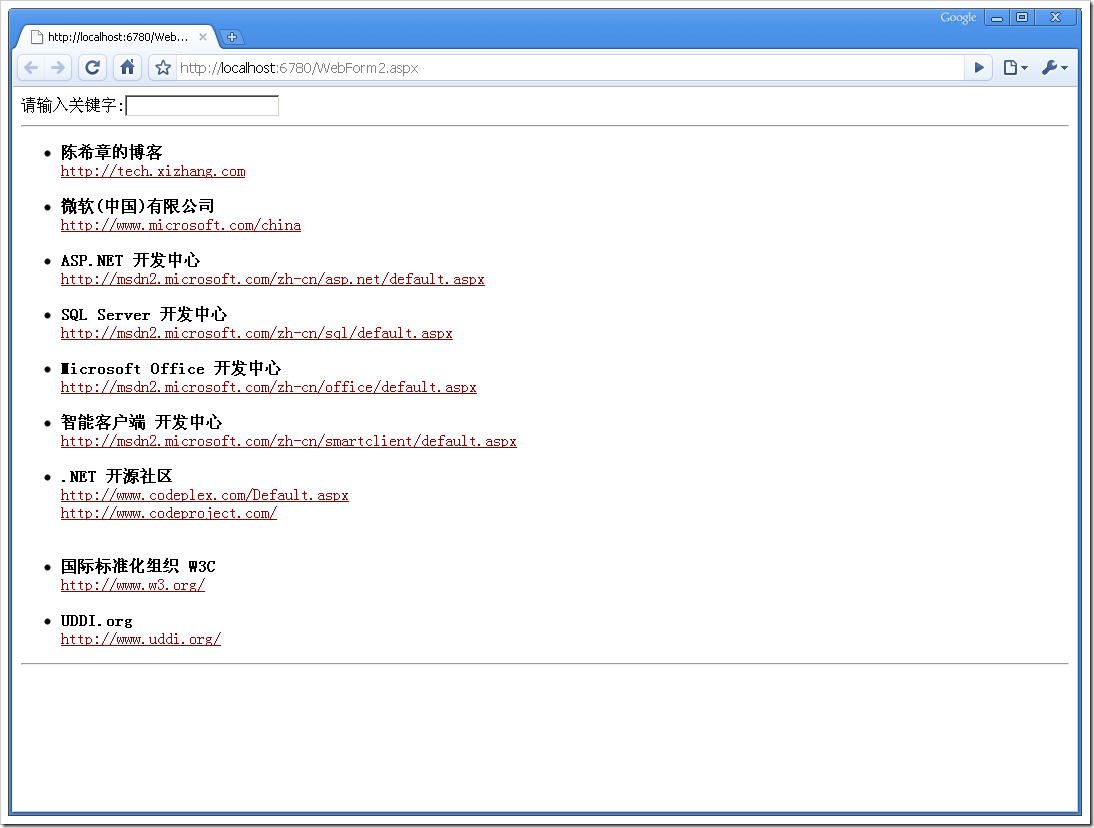 Google
http://localhost:6780/Web...
http://localhost:6780/WebForm2.aspx
请输入关键字:
陈希章的博客
http://tech.xizhang.com
微软(中国)有限公司
http://www.microsoft.com/china
ASP.NET 开发中心
http://msdn2.microsoft.com/zh-cn/asp.net/default.aspx
SQL Server 开发中心
http://msdn2.microsoft.com/zh-cn/sql/default.aspx
Microsoft Office 开发中心
http://msdn2.microsoft.com/zh-cn/office/default.aspx
智能客户端 开发中心
http://msdn2.microsoft.com/zh-cn/smartclient/default.aspx
.NET 开源社区
http://www.codeplex.com/Default.aspx
http://www.codeproject.com/
国际标准化组织 W3C
http://www.w3.org/
UDDI.org
http://www.uddi.org/